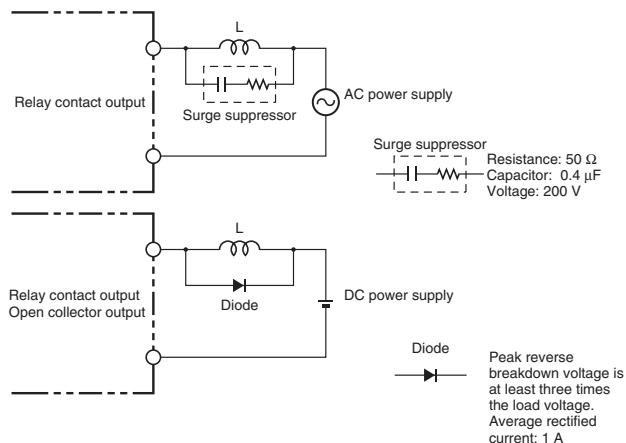 L
Relay contact output
Surge suppressor
AC power supply
Surge suppressor
Resistance: 50 Ω
Capacitor: 0.4 μF
Voltage: 200 V
L
Relay contact output
Open collector output
Diode
DC power supply
Diode
Peak reverse
breakdown voltage is
at least three times
the load voltage.
Average rectified
current: 1 A